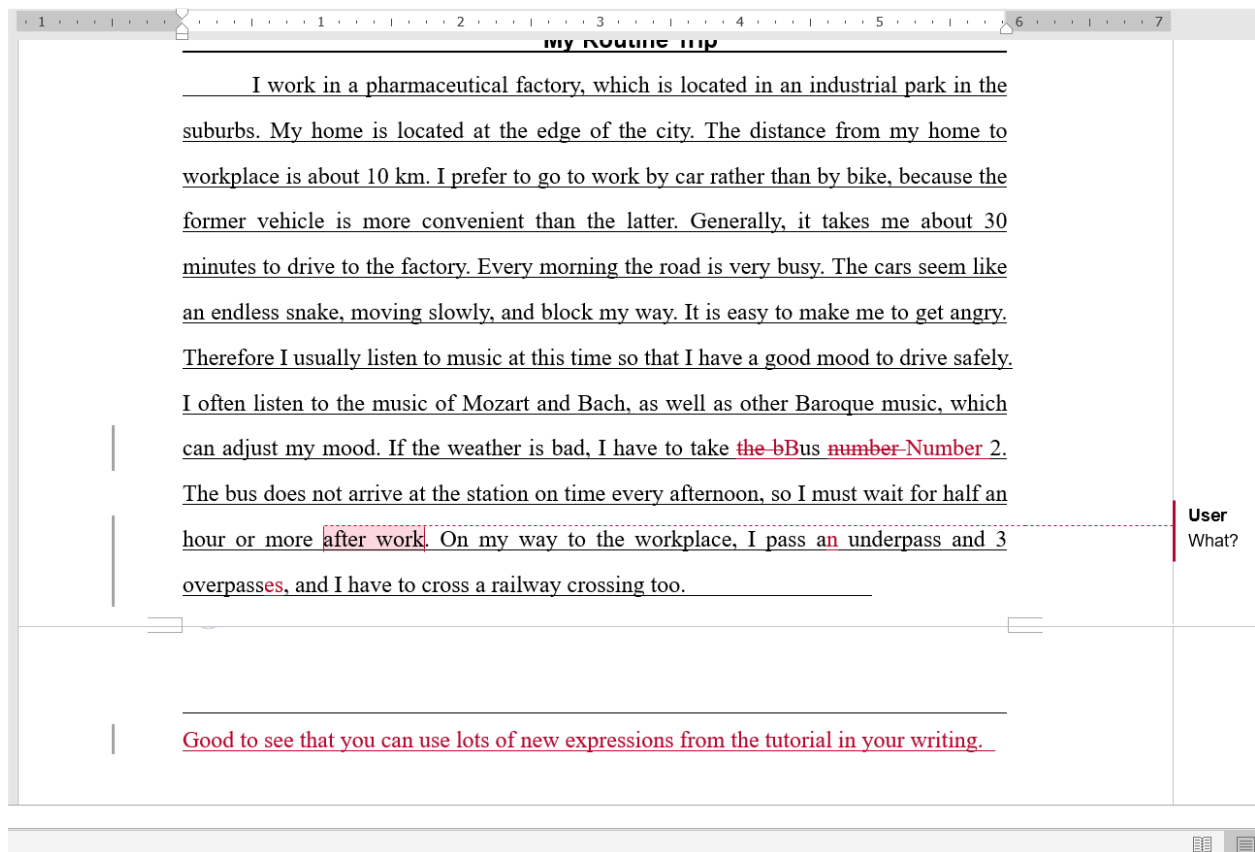 1 1 2 3 4 5 6 7
My Routine Trip
I work in a pharmaceutical factory, which is located in an industrial park in the
suburbs. My home is located at the edge of the city. The distance from my home to
workplace is about 10 km. I prefer to go to work by car rather than by bike, because the
former vehicle is more convenient than the latter. Generally, it takes me about 30
minutes to drive to the factory. Every morning the road is very busy. The cars seem like
an endless snake, moving slowly, and block my way. It is easy to make me to get angry.
Therefore I usually listen to music at this time so that I have a good mood to drive safely.
I often listen to the music of Mozart and Bach, as well as other Baroque music, which
can adjust my mood. If the weather is bad, I have to take the bBus number Number 2.
The bus does not arrive at the station on time every afternoon, so I must wait for half an
hour or more after work. On my way to the workplace, I pass an underpass and 3
overpasses, and I have to cross a railway crossing too.
User
What?
Good to see that you can use lots of new expressions from the tutorial in your writing.